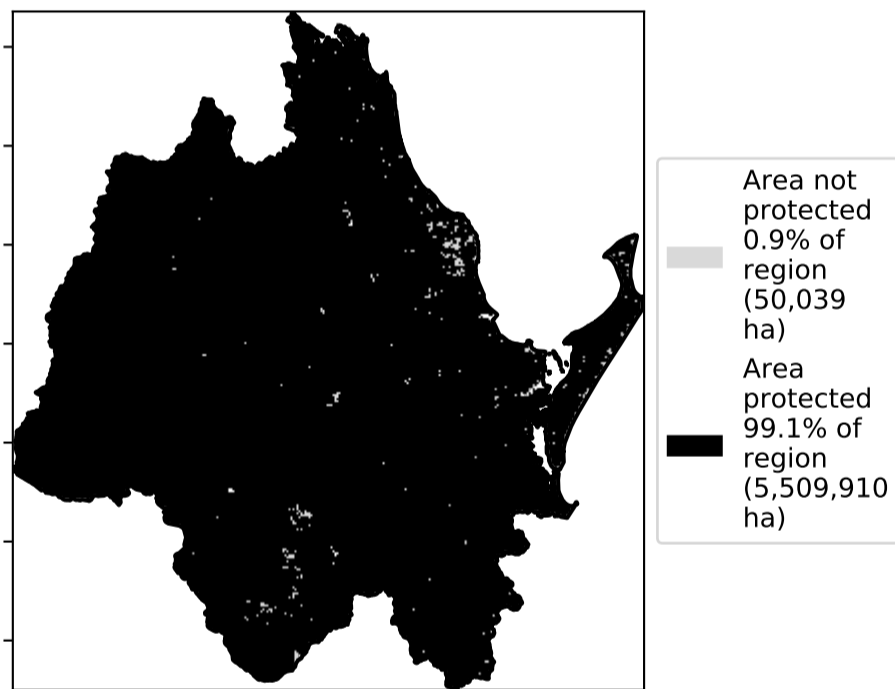 Area not
protected
0.9% of
region
(50,039
ha)
Area
protected
99.1% of
region
(5,509,910
ha)